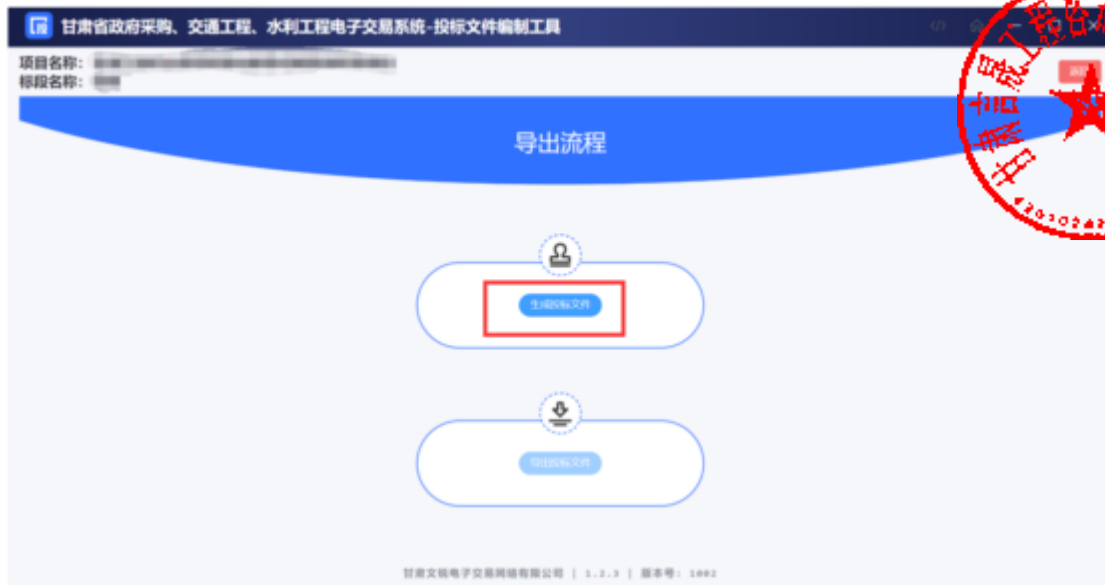 甘肃省政府采购、交通工程、水利工程电子交易系统-投标文件编制工具
项目名称：
标段名称：
导出流程
生成投标文件
导出投标文件
甘肃文锐电子交易网络有限公司 | 1.2.3 | 版本号: 1002